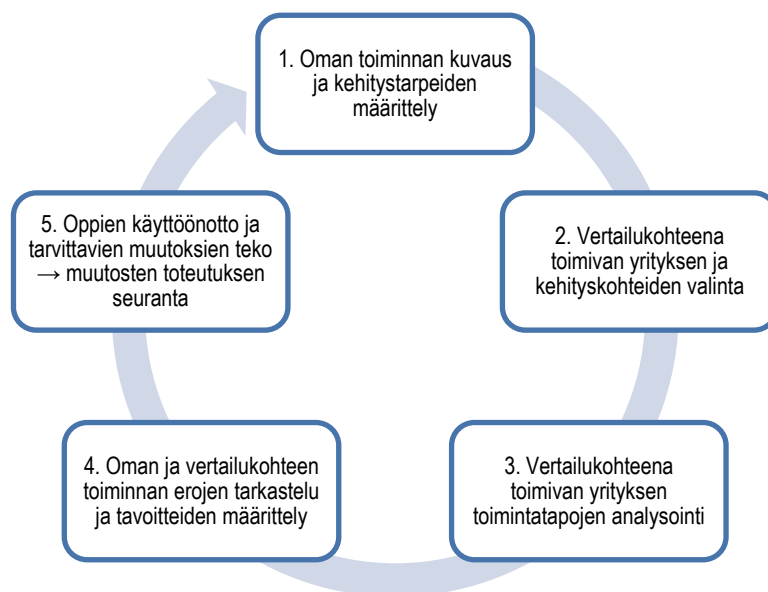 1. Oman toiminnan kuvaus
ja kehitystarpeiden
määrittely
2. Vertailukohteena
toimivan yrityksen ja
kehityskohteiden valinta
3. Vertailukohteena
toimivan yrityksen
toimintatapojen analysointi
4. Oman ja vertailukohteen
toiminnan erojen tarkastelu
ja tavoitteiden määrittely
5. Oppien käyttöönotto ja
tarvittavien muutoksien teko
→ muutosten toteutuksen
seuranta